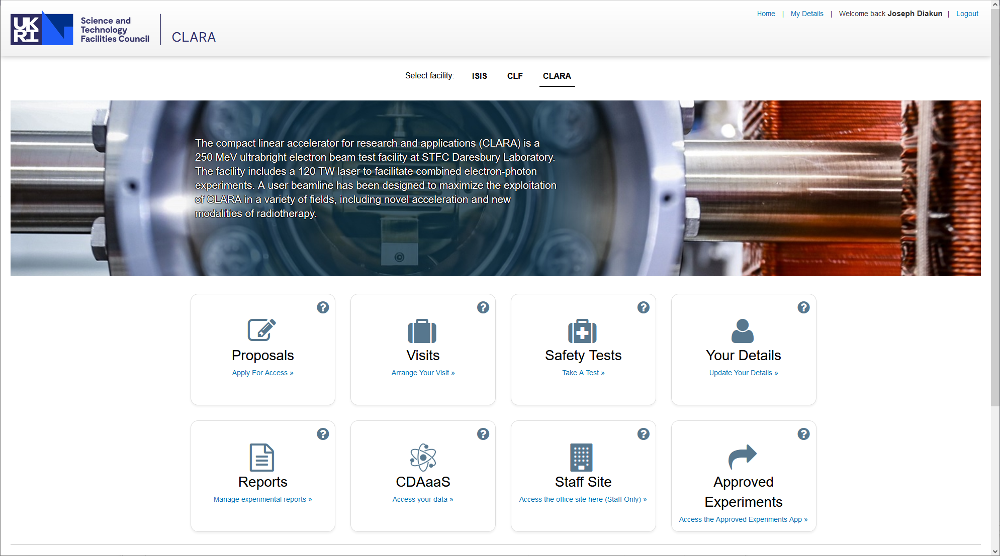 UK
RI
Science and
Technology
Facilities Council
CLARA
Home | My Details | Welcome back Joseph Diakun | Logout
Select facility: ISIS CLF CLARA
The compact linear accelerator for research and applications (CLARA) is a
250 MeV ultrabright electron beam test facility at STFC Daresbury Laboratory.
The facility includes a 120 TW laser to facilitate combined electron-photon
experiments. A user beamline has been designed to maximize the exploitation
of CLARA in a variety of fields, including novel acceleration and new
modalities of radiotherapy.
?
Proposals
Apply For Access »
?
Visits
Arrange Your Visit »
?
Safety Tests
Take A Test »
?
Your Details
Update Your Details »
?
Reports
Manage experimental reports »
?
CDAaaS
Access your data »
?
Staff Site
Access the office site here (Staff Only) »
?
Approved
Experiments
Access the Approved Experiments App »